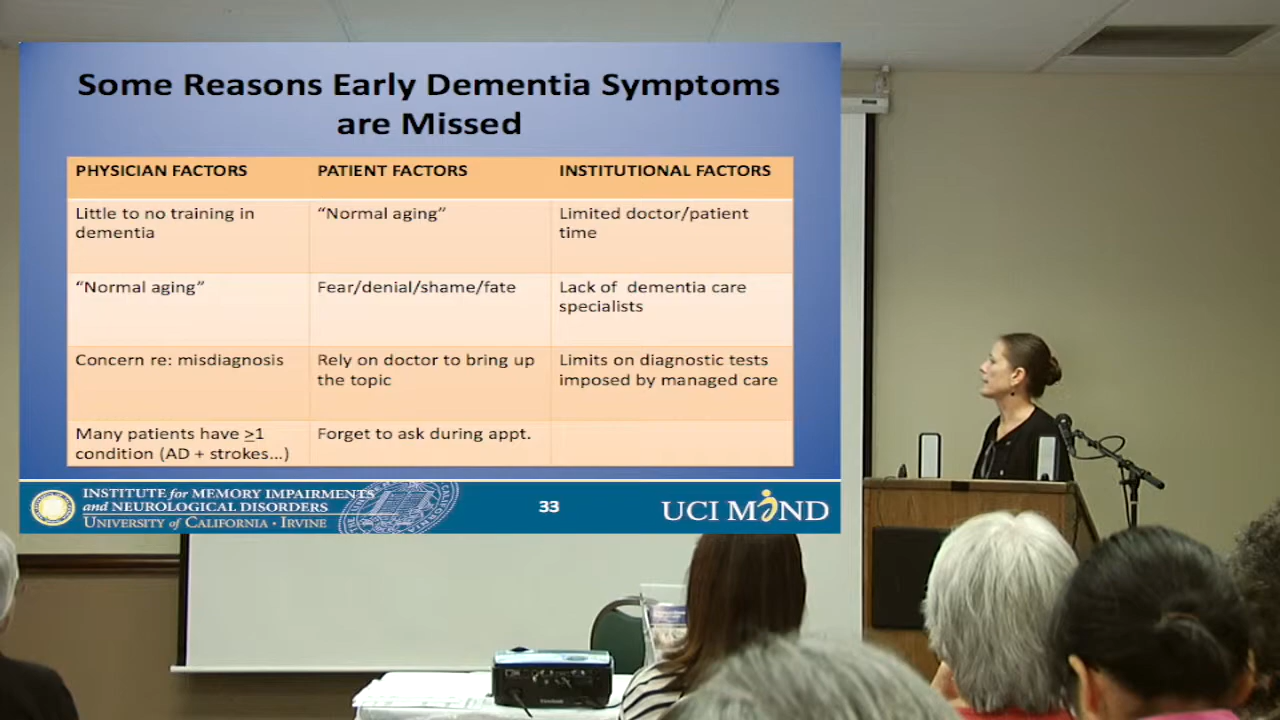 Some Reasons Early Dementia Symptoms
are Missed
PHYSICIAN FACTORS
PATIENT FACTORS
INSTITUTIONAL FACTORS
Little to no training in
dementia
“Normal aging”
Limited doctor/patient
time
“Normal aging”
Fear/denial/shame/fate
Lack of dementia care
specialists
Concern re: misdiagnosis
Rely on doctor to bring up
the topic
Limits on diagnostic tests
imposed by managed care
Many patients have >1
condition (AD + strokes…)
Forget to ask during appt.
INSTITUTE for MEMORY IMPAIRMENTS
and NEUROLOGICAL DISORDERS
UNIVERSITY of CALIFORNIA • IRVINE
33
UCI MIND